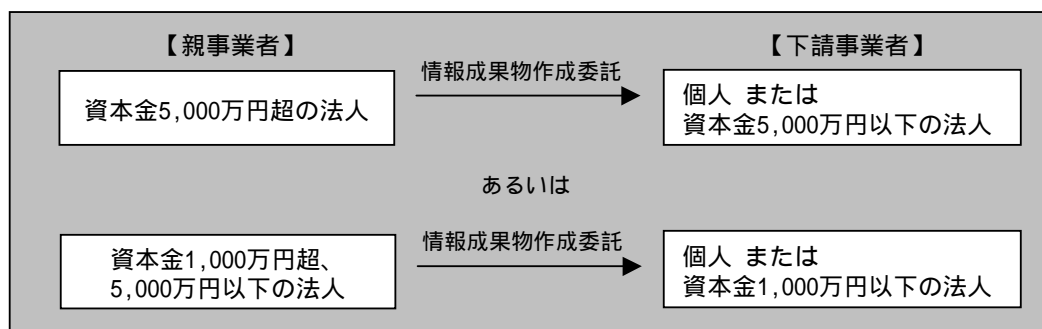 【親事業者】
【下請事業者】
情報成果物作成委託
資本金5,000万円超の法人
個人 または
資本金5,000万円以下の法人
あるいは
情報成果物作成委託
資本金1,000万円超、
5,000万円以下の法人
個人 または
資本金1,000万円以下の法人